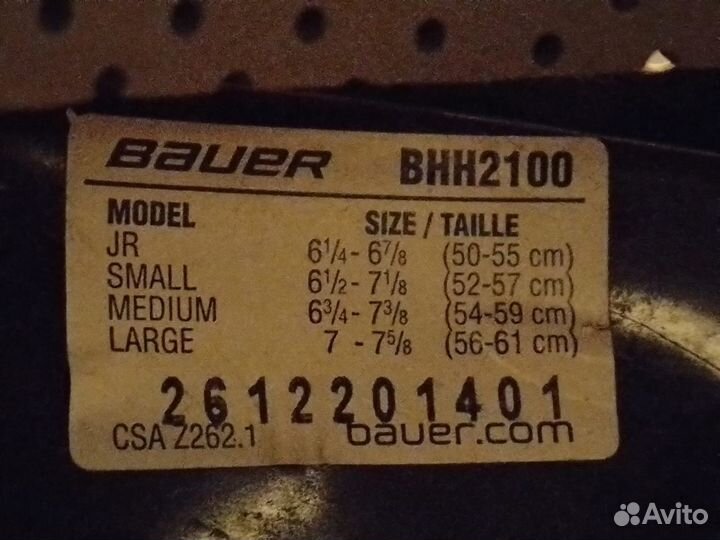 BAUER BHH2100
MODEL SIZE / TAILLE
JR 6¼ - 6⅞ (50-55 cm)
SMALL 6½ - 7⅛ (52-57 cm)
MEDIUM 6¾ - 7⅜ (54-59 cm)
LARGE 7 - 7⅝ (56-61 cm)
2612201401
CSA Z262.1 bauer.com
Avito